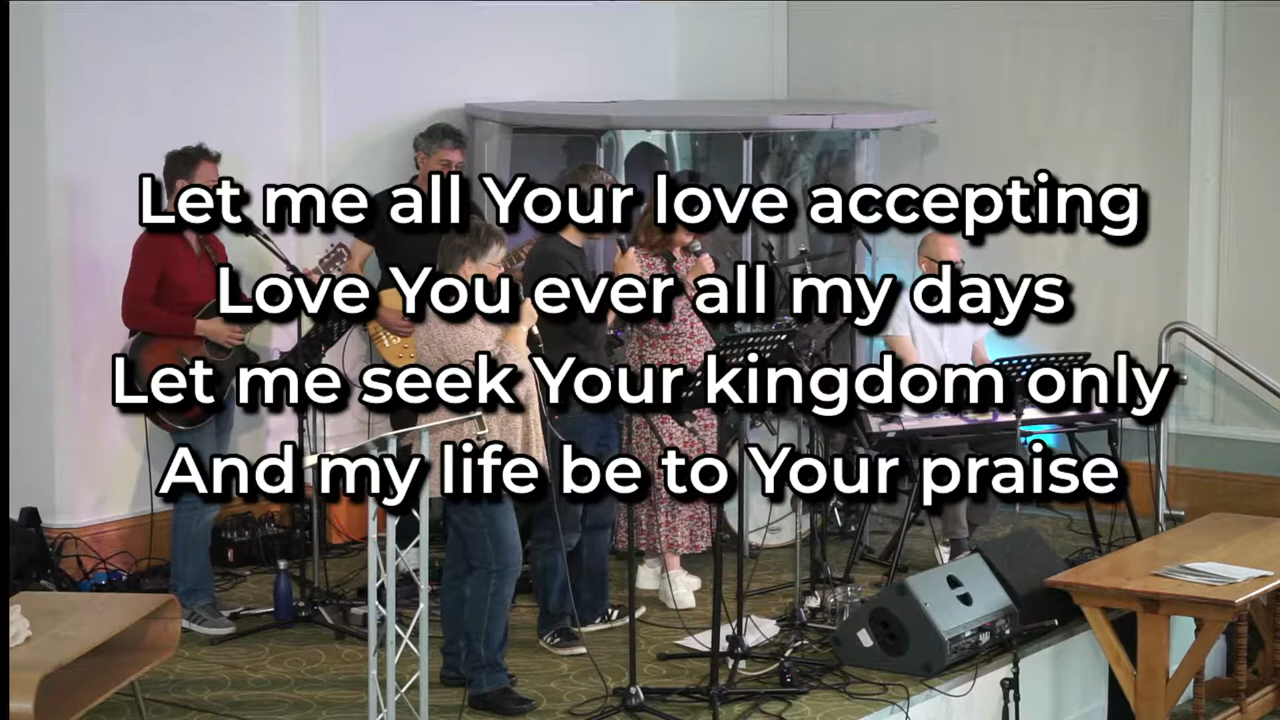 Let me all Your love accepting
Love You ever all my days
Let me seek Your kingdom only
And my life be to Your praise